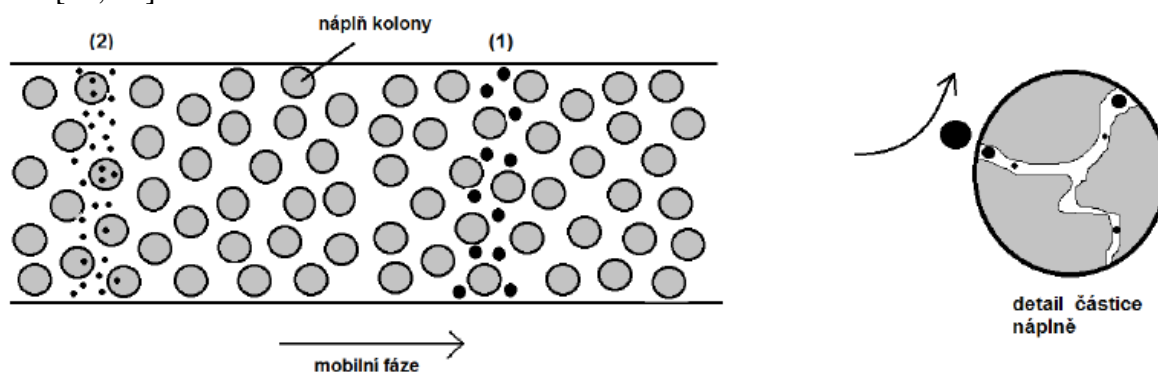 náplň kolony
(2)
(1)
detail částice
náplně
mobilní fáze